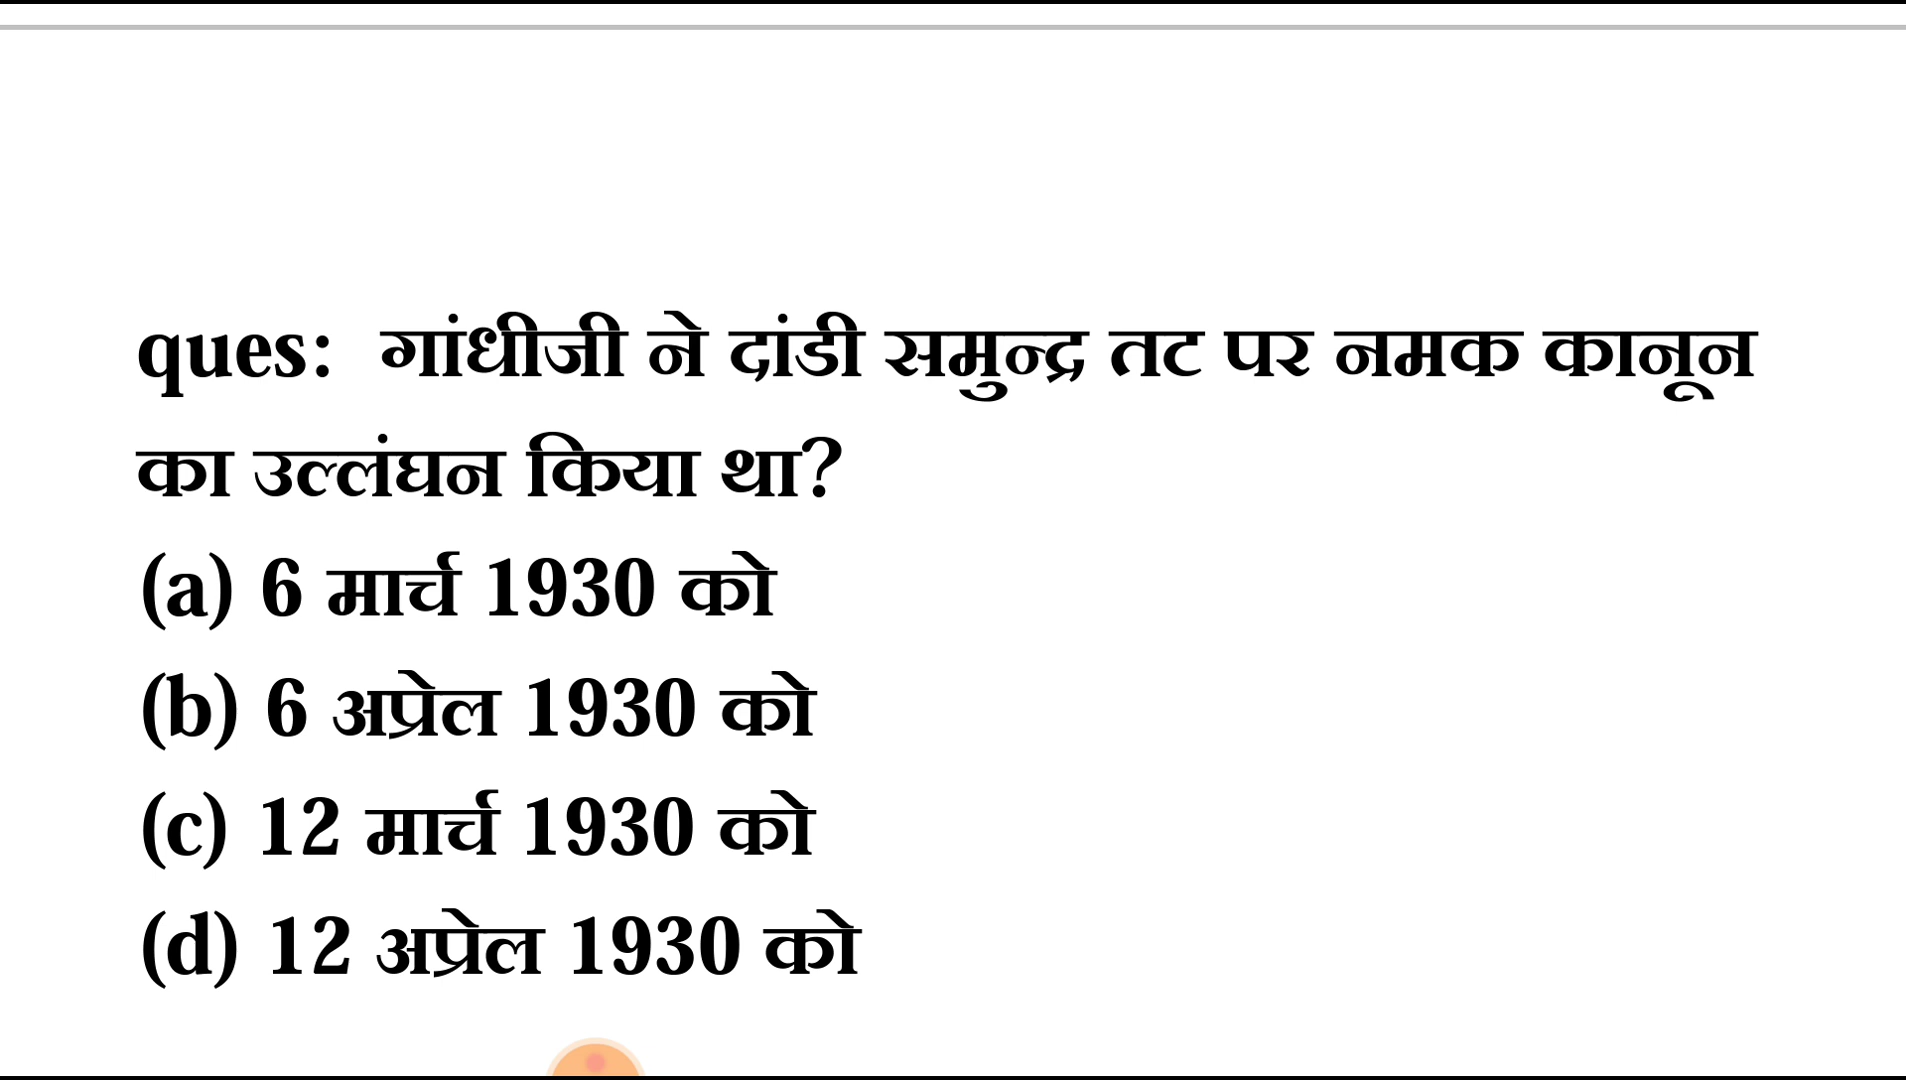 ques: गांधीजी ने दांडी समुन्द्र तट पर नमक कानून
का उल्लंघन किया था?
(a) 6 मार्च 1930 को
(b) 6 अप्रेल 1930 को
(c) 12 मार्च 1930 को
(d) 12 अप्रेल 1930 को